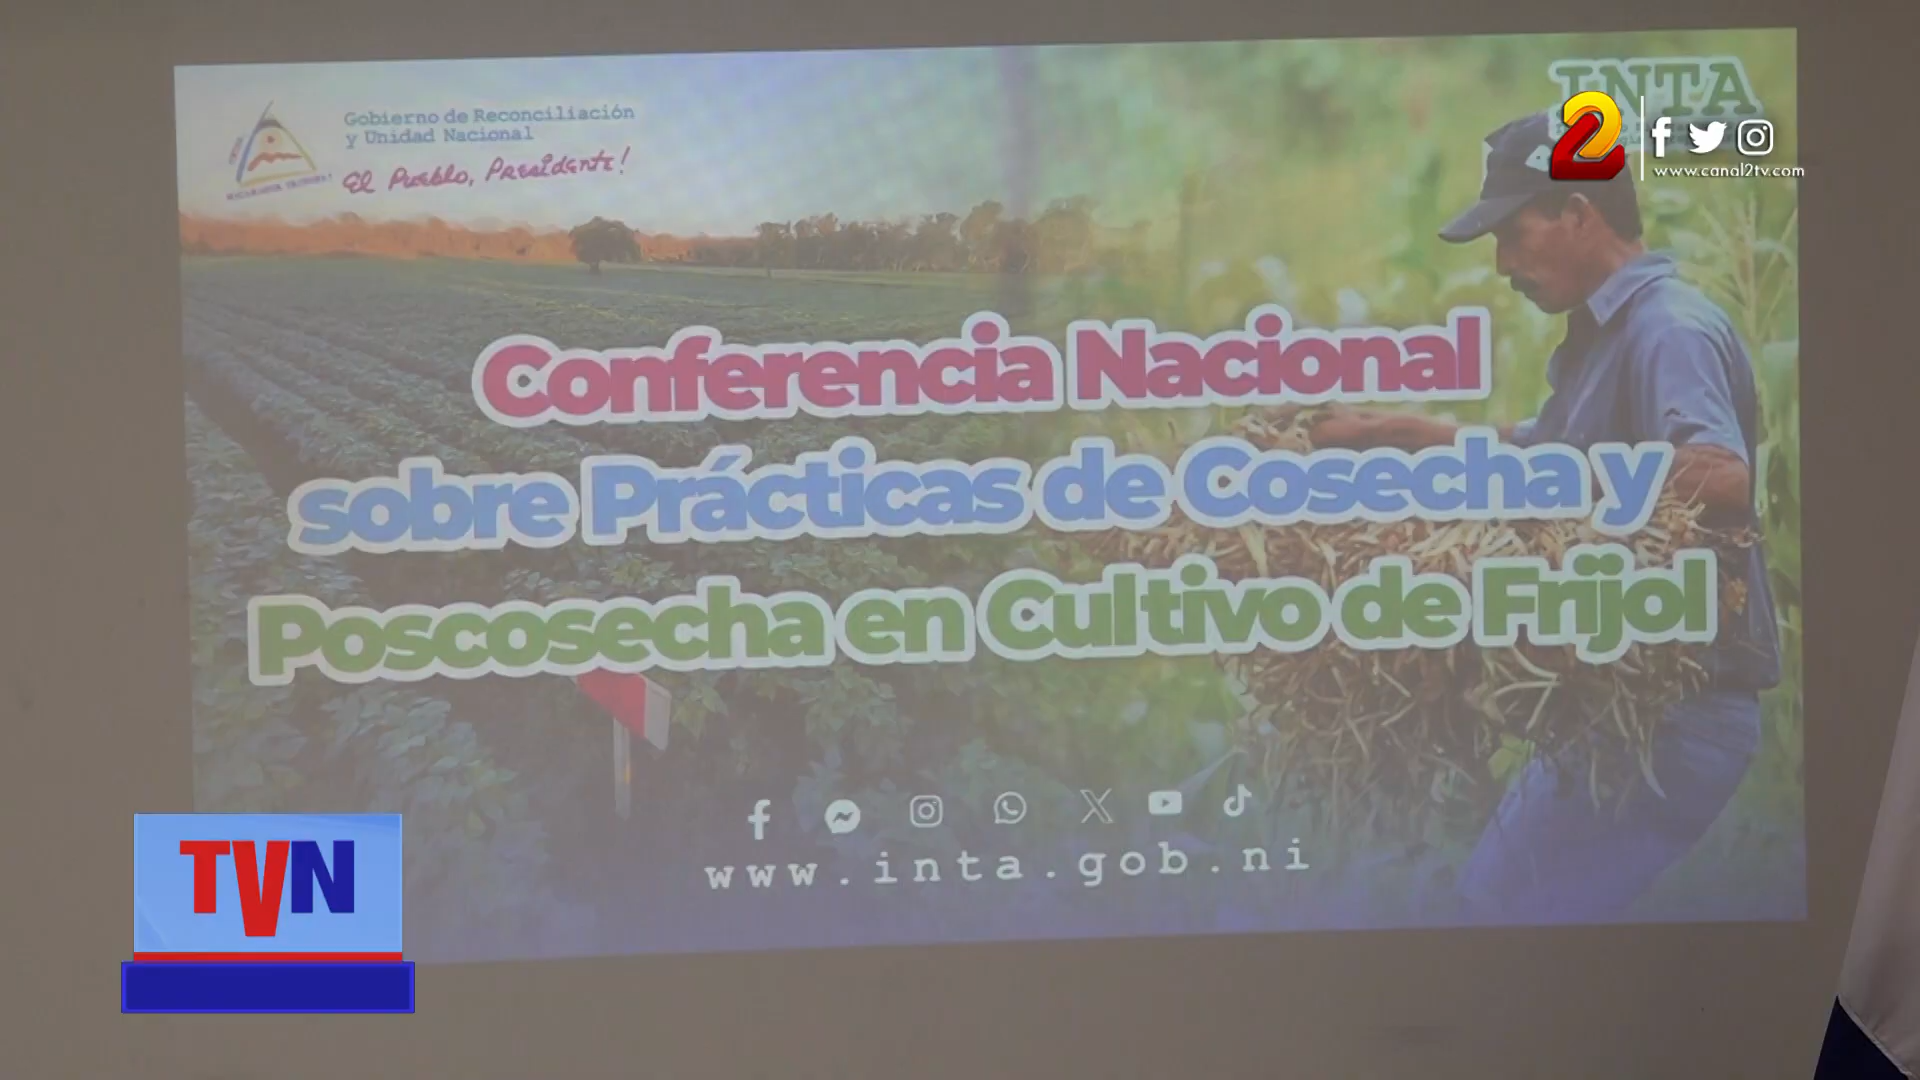 Gobierno de Reconciliación
y Unidad Nacional
El Pueblo, Presidente!
INTA
2
www.canal2tv.com
Conferencia Nacional
sobre Prácticas de Cosecha y
Poscosecha en Cultivo de Frijol
www.inta.gob.ni
TVN